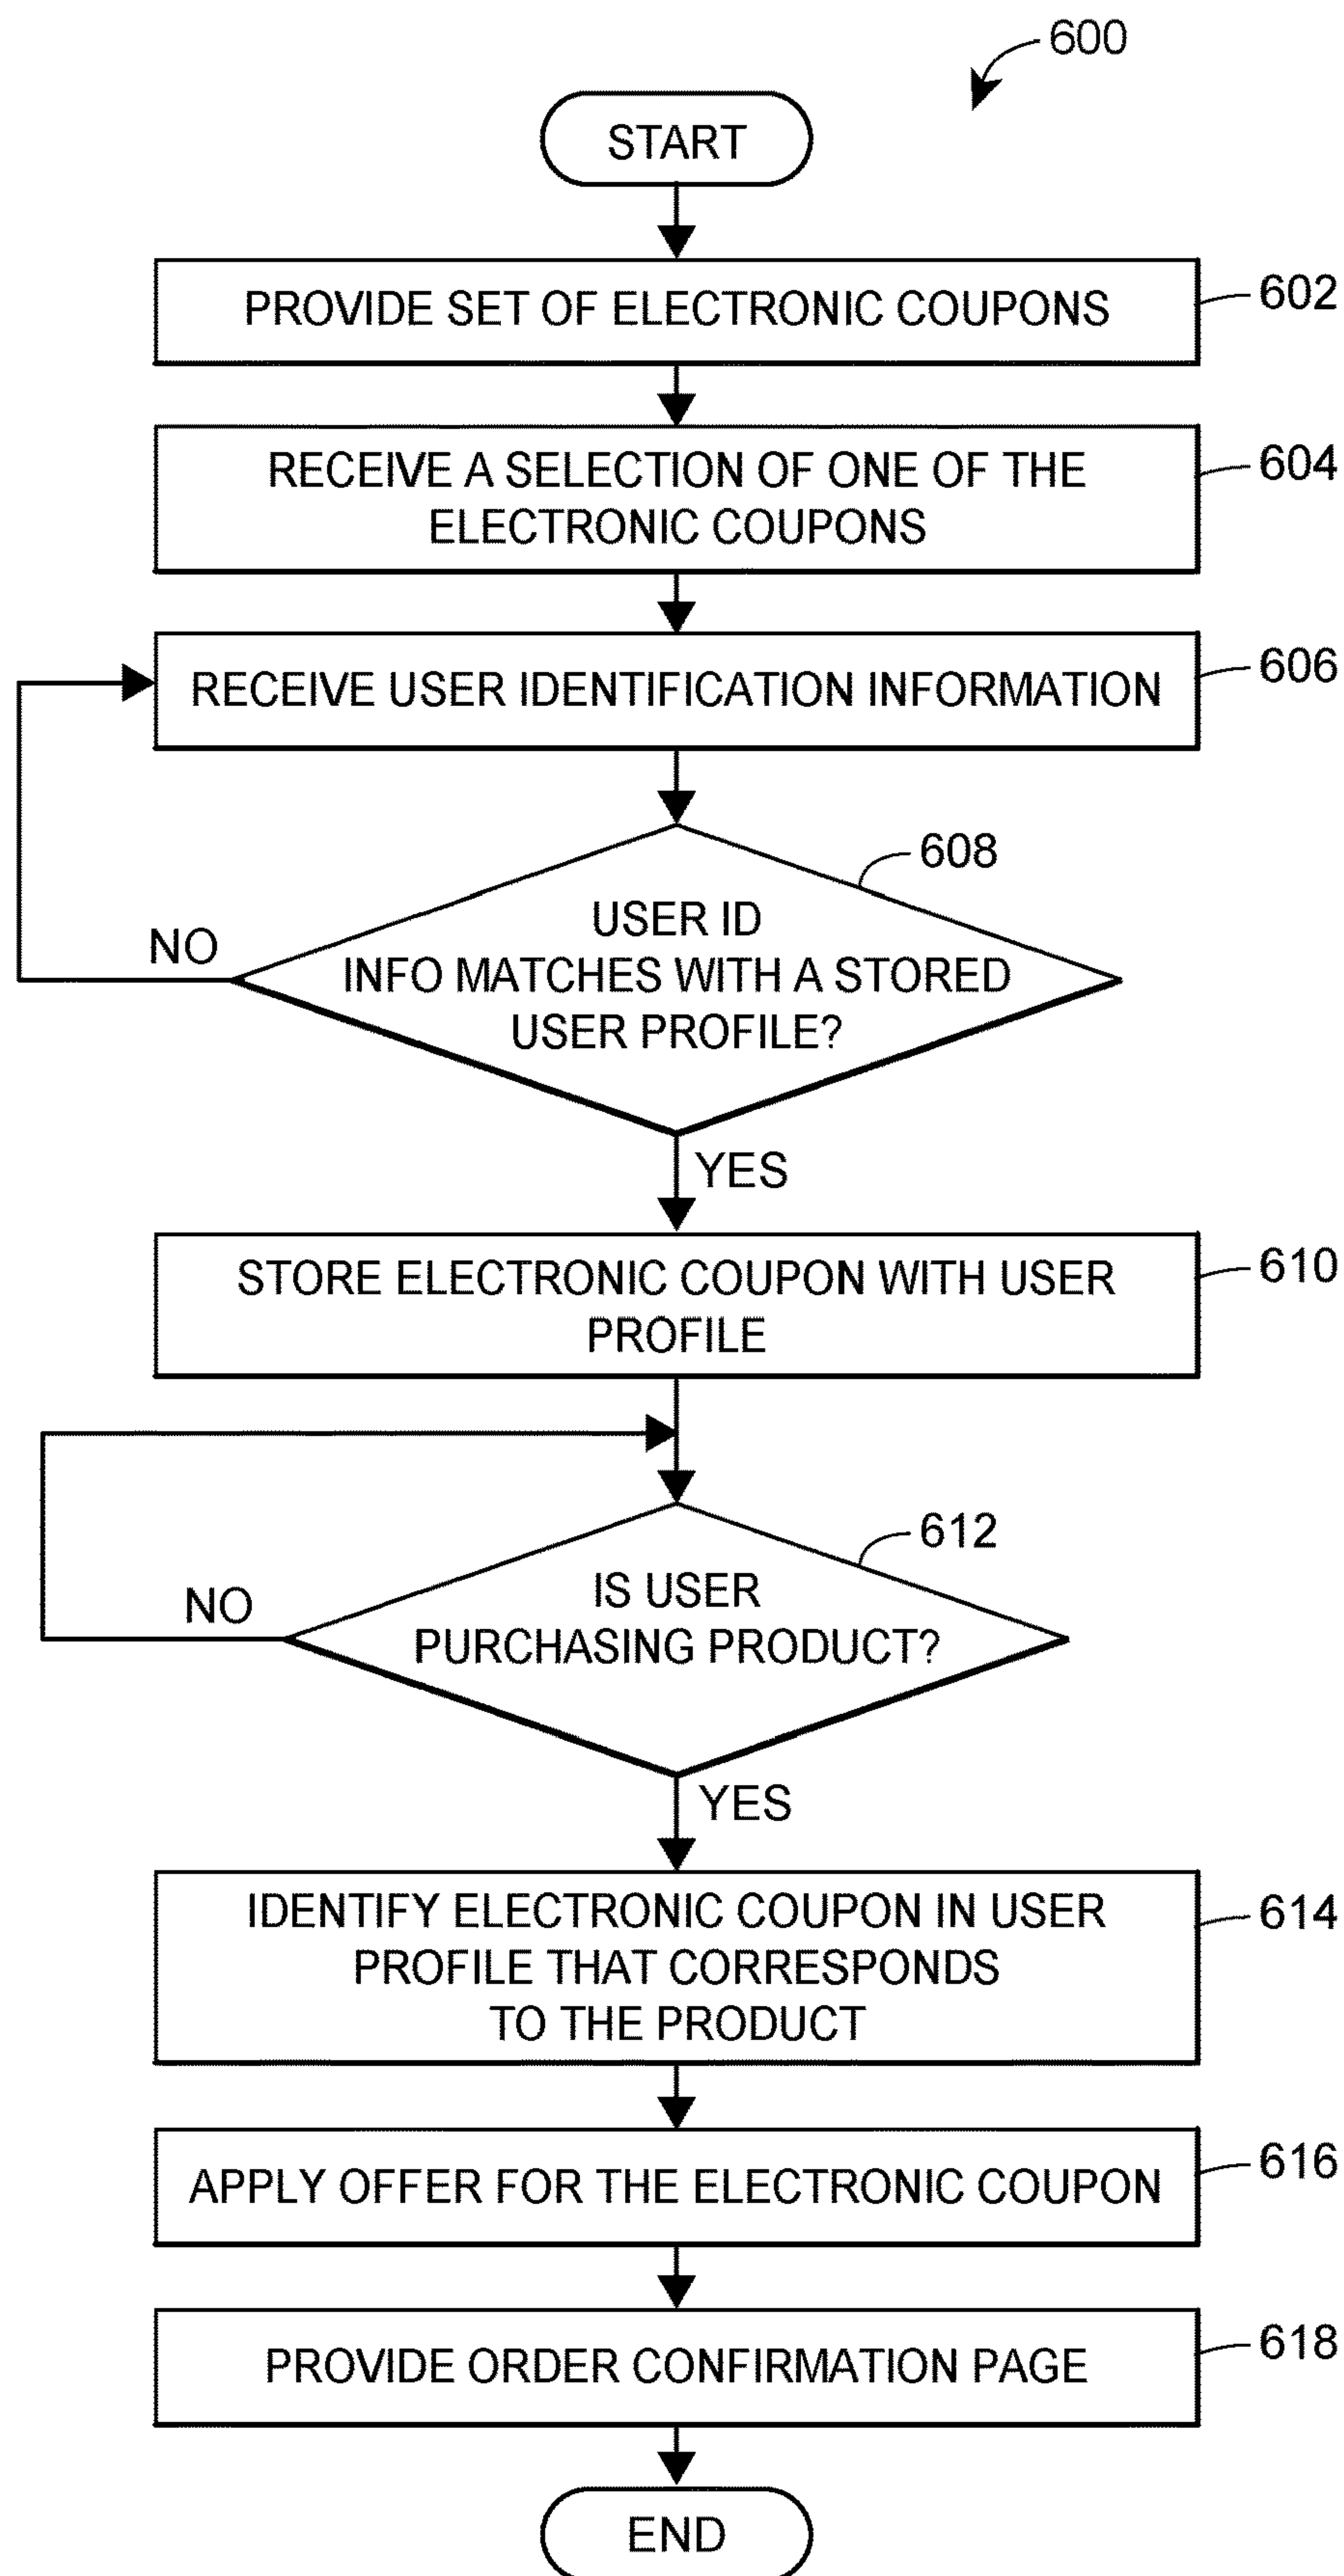 600
START
PROVIDE SET OF ELECTRONIC COUPONS
602
RECEIVE A SELECTION OF ONE OF THE
ELECTRONIC COUPONS
604
RECEIVE USER IDENTIFICATION INFORMATION
606
608
USER ID
INFO MATCHES WITH A STORED
USER PROFILE?
NO
YES
STORE ELECTRONIC COUPON WITH USER
PROFILE
610
612
IS USER
PURCHASING PRODUCT?
NO
YES
IDENTIFY ELECTRONIC COUPON IN USER
PROFILE THAT CORRESPONDS
TO THE PRODUCT
614
APPLY OFFER FOR THE ELECTRONIC COUPON
616
PROVIDE ORDER CONFIRMATION PAGE
618
END